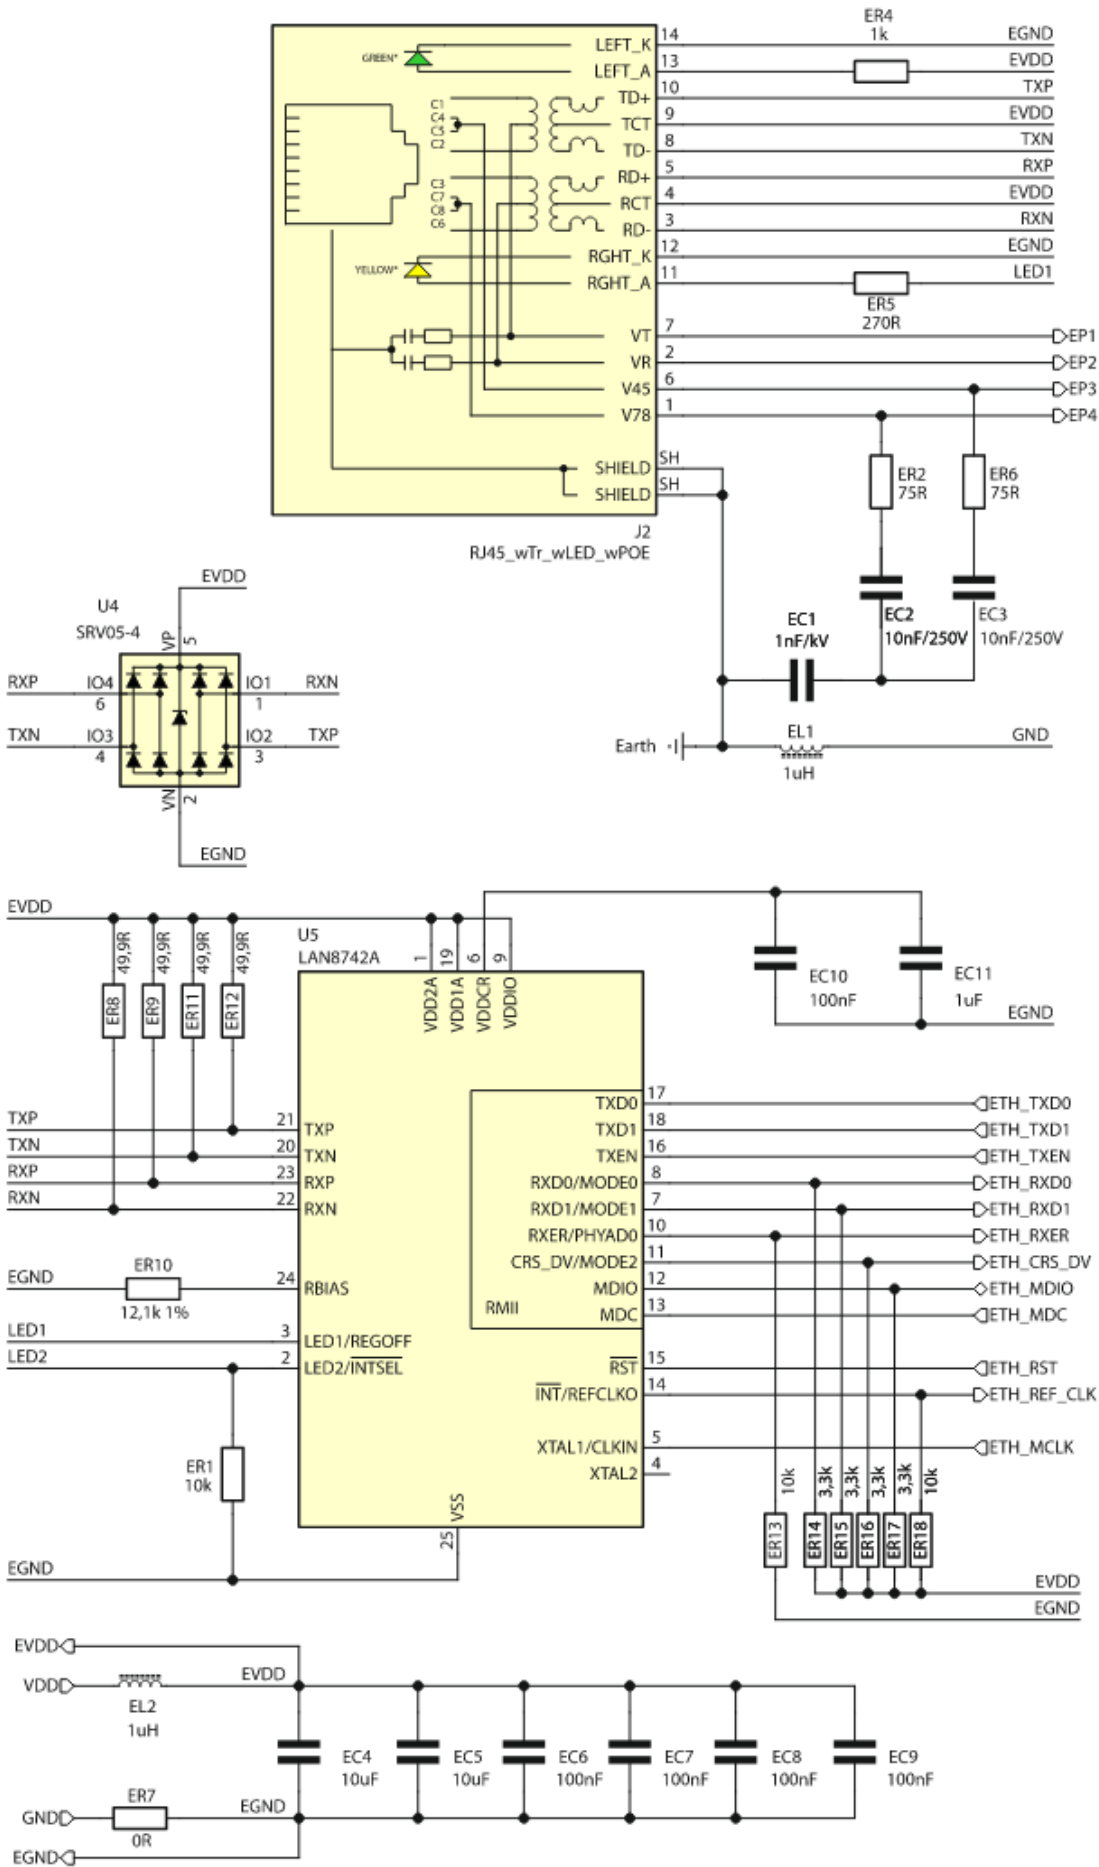 ER4
1k
14
EGND
LEFT_K
GREEN*
13
EVDD
LEFT_A
10
TXP
TD+
C1
C4
C5
C2
9
EVDD
TCT
8
TXN
TD-
5
RXP
RD+
C3
C7
C8
C6
4
EVDD
RCT
3
RXN
RD-
12
EGND
RGHT_K
YELLOW*
11
LED1
RGHT_A
ER5
270R
VT
7
EP1
VR
2
EP2
V45
6
EP3
V78
1
EP4
SHIELD
SH
SHIELD
SH
ER2
75R
ER6
75R
J2
RJ45_wTr_wLED_wPOE
EVDD
U4
SRV05-4
VP
5
RXP
IO4
6
IO1
1
RXN
TXN
IO3
4
IO2
3
TXP
VN
2
EGND
EC1
1nF/kV
EC2
10nF/250V
EC3
10nF/250V
Earth
EL1
1uH
GND
EVDD
49,9R
49,9R
49,9R
49,9R
ER8
ER9
ER11
ER12
U5
LAN8742A
1
19
6
9
VDD2A
VDD1A
VDDCR
VDDIO
EC10
100nF
EC11
1uF
EGND
TXP
21
TXP
TXN
20
TXN
RXP
23
RXP
RXN
22
RXN
EGND
ER10
12,1k 1%
24
RBIAS
LED1
3
LED1/REGOFF
LED2
2
LED2/INTSEL
ER1
10k
EGND
VSS
25
RMII
TXD0
17
ETH_TXD0
TXD1
18
ETH_TXD1
TXEN
16
ETH_TXEN
RXD0/MODE0
8
ETH_RXD0
RXD1/MODE1
7
ETH_RXD1
RXER/PHYAD0
10
ETH_RXER
CRS_DV/MODE2
11
ETH_CRS_DV
MDIO
12
ETH_MDIO
MDC
13
ETH_MDC
RST
15
ETH_RST
INT/REFCLKO
14
ETH_REF_CLK
XTAL1/CLKIN
5
ETH_MCLK
XTAL2
4
10k
3,3k
3,3k
3,3k
3,3k
10k
ER13
ER14
ER15
ER16
ER17
ER18
EVDD
EGND
EVDD
VDD
EL2
1uH
EVDD
EC4
10uF
EC5
10uF
EC6
100nF
EC7
100nF
EC8
100nF
EC9
100nF
GND
ER7
0R
EGND
EGND